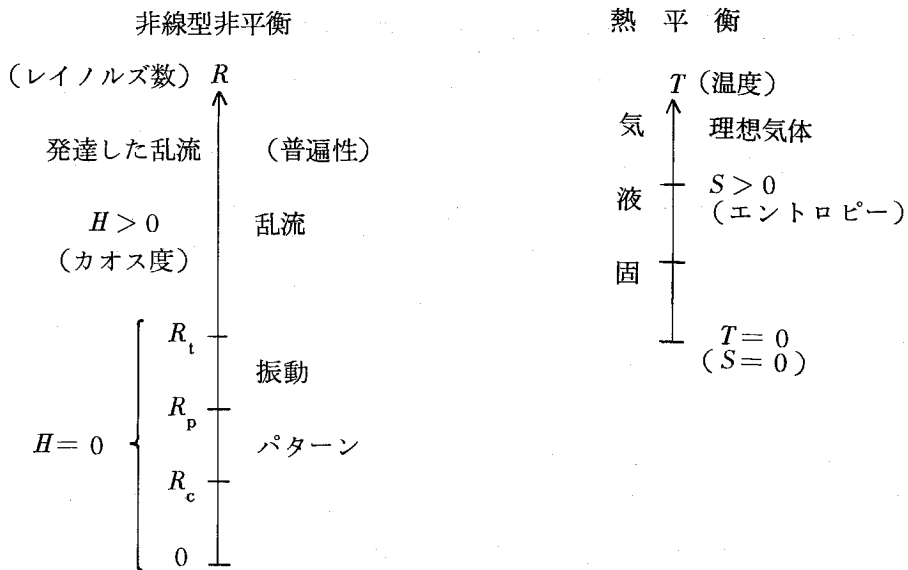 非線型非平衡
(レイノルズ数) R
発達した乱流 (普遍性)
H > 0 乱流
(カオス度)
R_t
振動
R_p
H = 0 パターン
R_c
0
熱 平 衡
T (温度)
気 理想気体
S > 0
液 (エントロピー)
固
T = 0
(S = 0)